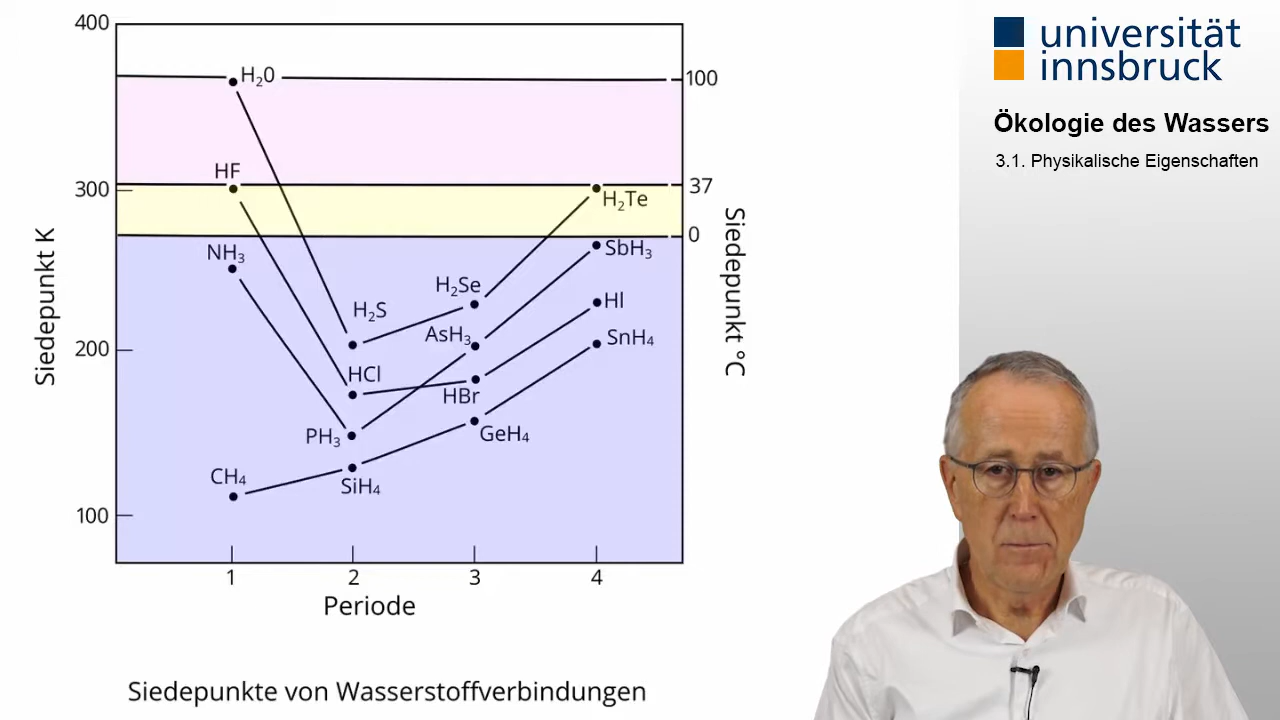 400
300
200
100
Siedepunkt K
H₂0
HF
NH₃
CH₄
H₂S
HCl
PH₃
SiH₄
H₂Se
AsH₃
HBr
GeH₄
H₂Te
SbH₃
HI
SnH₄
100
37
0
Siedepunkt °C
1 2 3 4
Periode
Siedepunkte von Wasserstoffverbindungen
universität
innsbruck
Ökologie des Wassers
3.1. Physikalische Eigenschaften